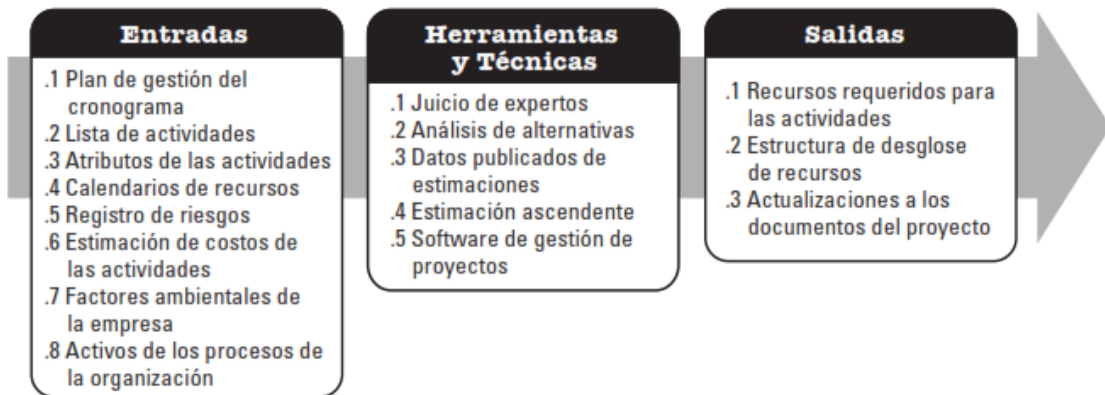 Entradas
.1 Plan de gestión del
cronograma
.2 Lista de actividades
.3 Atributos de las actividades
.4 Calendarios de recursos
.5 Registro de riesgos
.6 Estimación de costos de
las actividades
.7 Factores ambientales de
la empresa
.8 Activos de los procesos de
la organización
Herramientas
y Técnicas
.1 Juicio de expertos
.2 Análisis de alternativas
.3 Datos publicados de
estimaciones
.4 Estimación ascendente
.5 Software de gestión de
proyectos
Salidas
.1 Recursos requeridos para
las actividades
.2 Estructura de desglose
de recursos
.3 Actualizaciones a los
documentos del proyecto